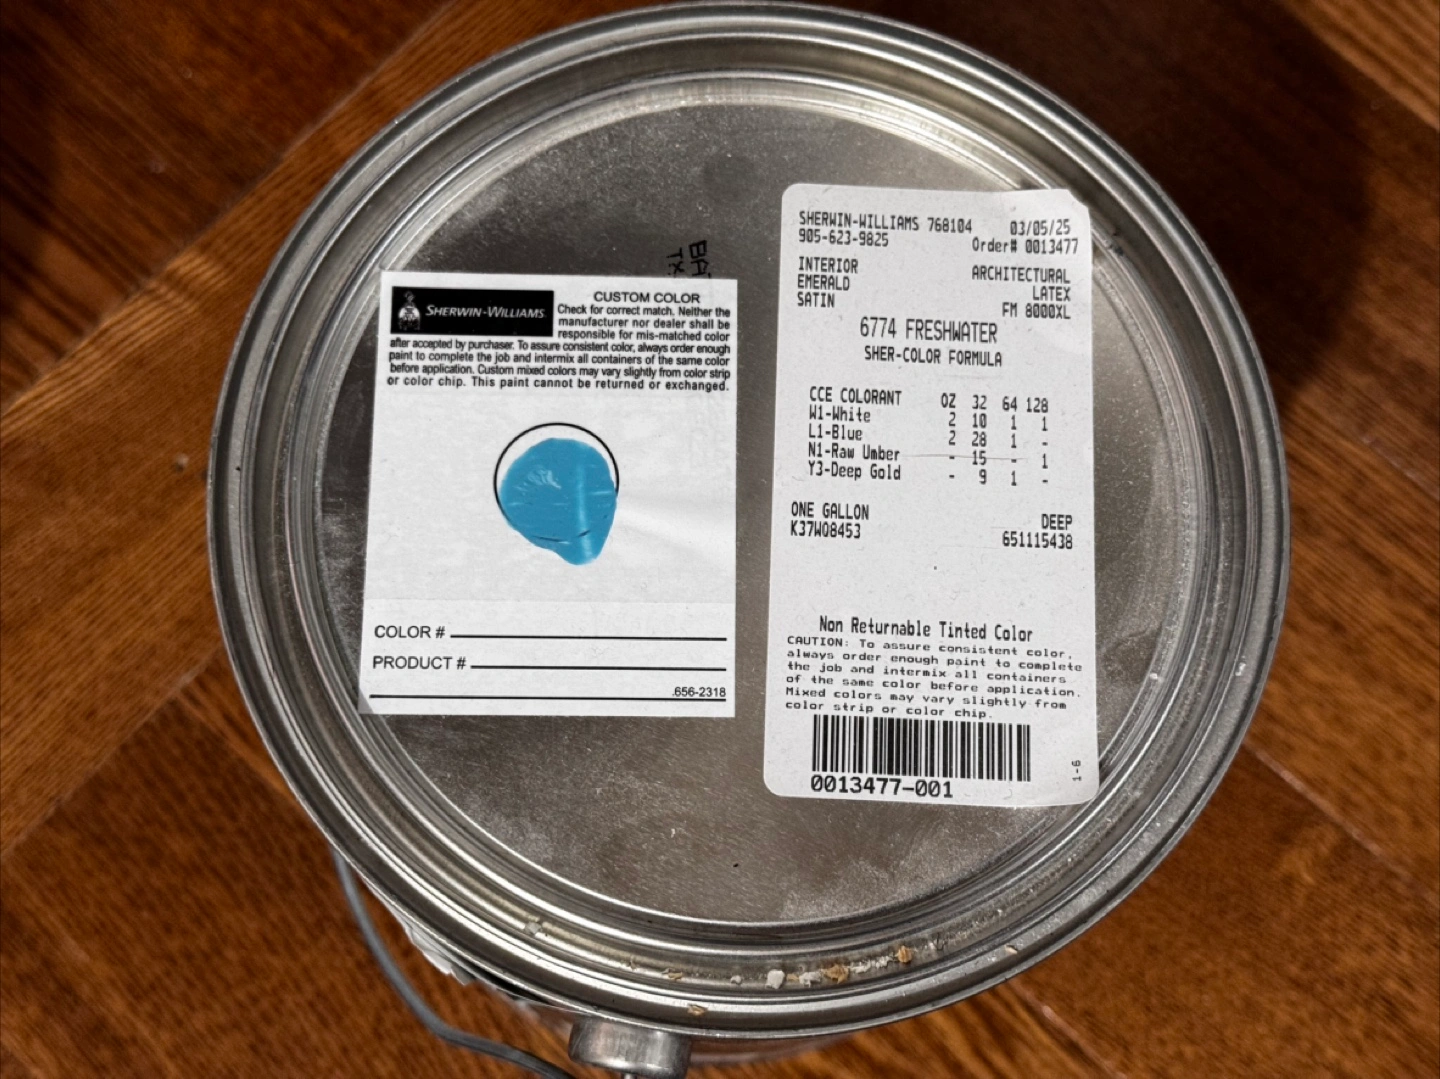 BA
TX
SHERWIN-WILLIAMS
CUSTOM COLOR
Check for correct match. Neither the
manufacturer nor dealer shall be
responsible for mis-matched color
after accepted by purchaser. To assure consistent color, always order enough
paint to complete the job and intermix all containers of the same color
before application. Custom mixed colors may vary slightly from color strip
or color chip. This paint cannot be returned or exchanged.
COLOR #
PRODUCT #
.656-2318
SHERWIN-WILLIAMS 768104 03/05/25
905-623-9825 Order# 0013477
INTERIOR ARCHITECTURAL
EMERALD LATEX
SATIN FM 8000XL
6774 FRESHWATER
SHER-COLOR FORMULA
CCE COLORANT OZ 32 64 128
W1-White 2 10 1 1
L1-Blue 2 28 1 -
N1-Raw Umber - 15 - 1
Y3-Deep Gold - 9 1 -
ONE GALLON DEEP
K37WQ8453 651115438
Non Returnable Tinted Color
CAUTION: To assure consistent color,
always order enough paint to complete
the job and intermix all containers
of the same color before application.
Mixed colors may vary slightly from
color strip or color chip.
0013477-001
1-6